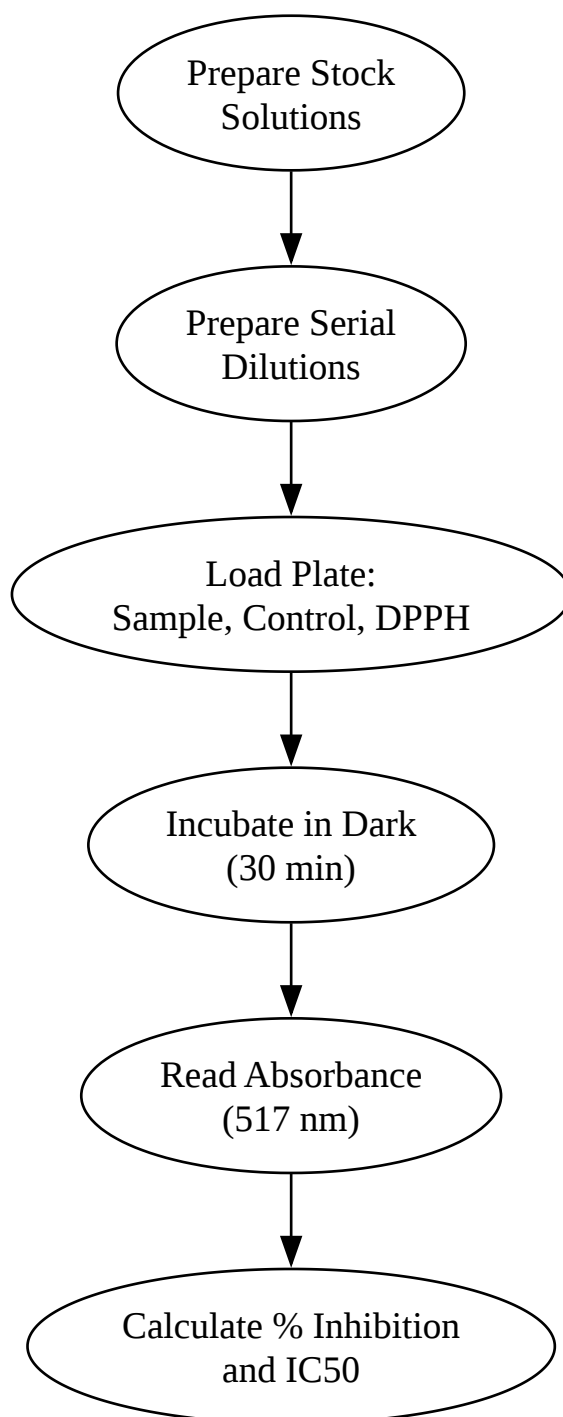 Prepare Stock
Solutions
Prepare Serial
Dilutions
Load Plate:
Sample, Control, DPPH
Incubate in Dark
(30 min)
Read Absorbance
(517 nm)
Calculate % Inhibition
and IC50